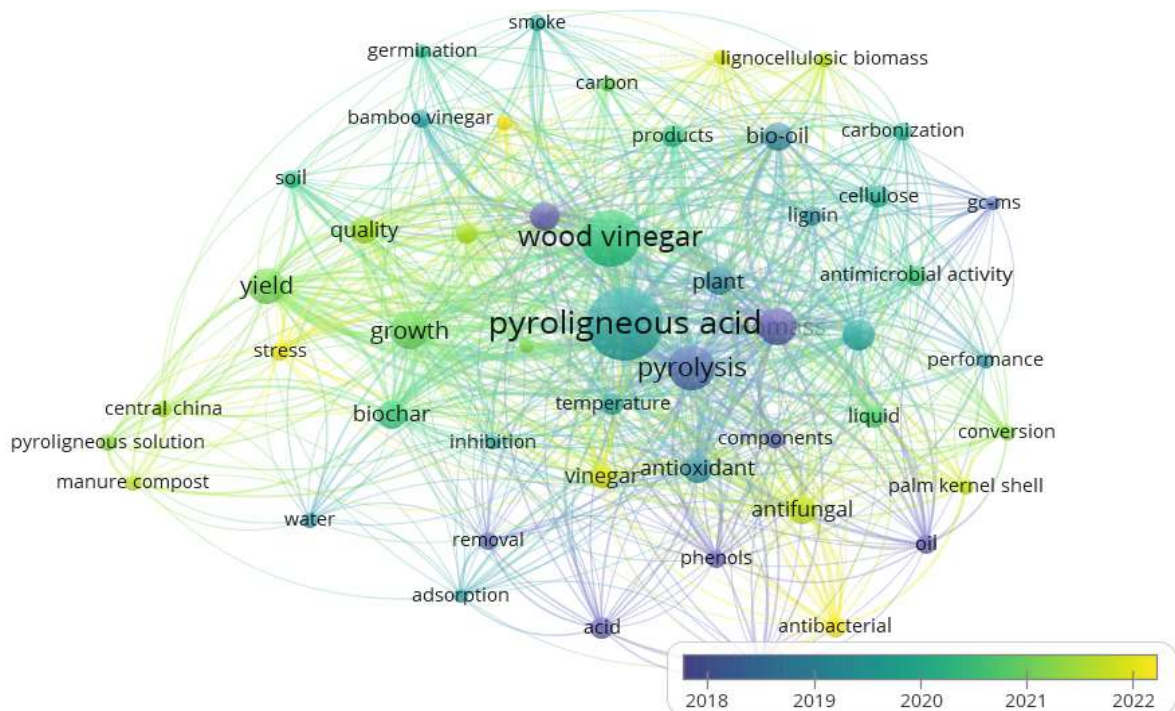 smoke
germination
lignocellulosic biomass
carbon
bamboo vinegar
products
bio-oil
carbonization
soil
cellulose
gc-ms
lignin
quality
wood vinegar
antimicrobial activity
plant
yield
pyroligneous acid
biomass
growth
stress
performance
pyrolysis
central china
temperature
biochar
liquid
conversion
pyroligneous solution
inhibition
components
manure compost
vinegar
antioxidant
palm kernel shell
antifungal
water
removal
phenols
oil
adsorption
acid
antibacterial
2018 2019 2020 2021 2022